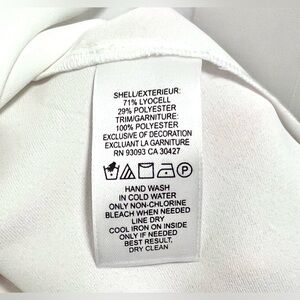 SHELL/EXTERIEUR:
71% LYOCELL
29% POLYESTER
TRIM/GARNITURE:
100% POLYESTER
EXCLUSIVE OF DECORATION
EXCLUANT LA GARNITURE
RN 93093 CA 30427
P
HAND WASH
IN COLD WATER
ONLY NON-CHLORINE
BLEACH WHEN NEEDED
LINE DRY
COOL IRON ON INSIDE
ONLY IF NEEDED
BEST RESULT,
DRY CLEAN